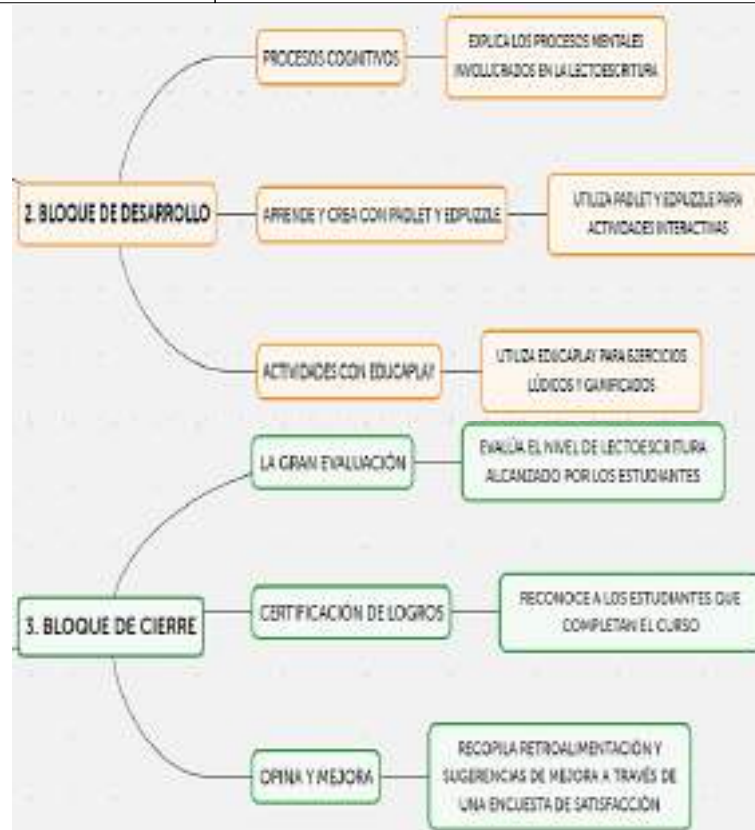 PROCESOS COGNITIVOS
EXPLICA LOS PROCESOS MENTALES
INVOLUCRADOS EN LA LECTOESCRITURA
2. BLOQUE DE DESARROLLO
APRENDE Y CREA CON PADLET Y EDPUZZLE
UTILIZA PADLET Y EDPUZZLE PARA
ACTIVIDADES INTERACTIVAS
ACTIVIDADES CON EDUCAPLAY
UTILIZA EDUCAPLAY PARA EJERCICIOS
LÚDICOS Y GAMIFICADOS
LA GRAN EVALUACIÓN
EVALÚA EL NIVEL DE LECTOESCRITURA
ALCANZADO POR LOS ESTUDIANTES
3. BLOQUE DE CIERRE
CERTIFICACIÓN DE LOGROS
RECONOCE A LOS ESTUDIANTES QUE
COMPLETAN EL CURSO
OPINA Y MEJORA
RECOPILA RETROALIMENTACIÓN Y
SUGERENCIAS DE MEJORA A TRAVÉS DE
UNA ENCUESTA DE SATISFACCIÓN